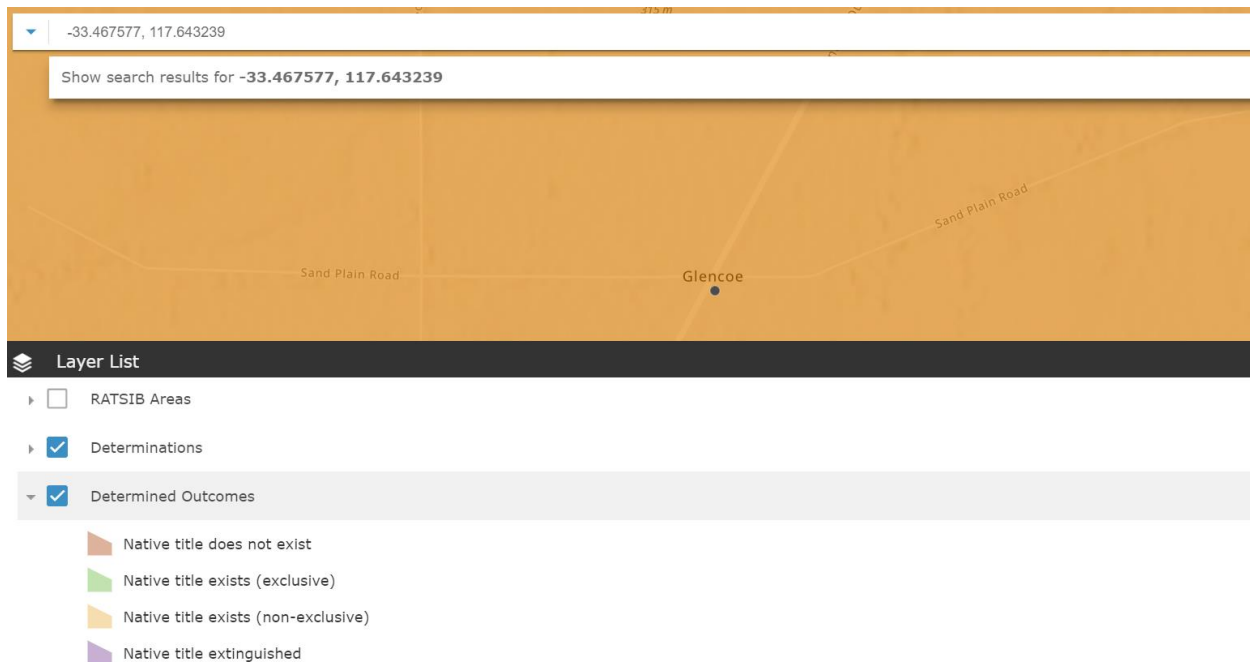 315 m
-33.467577, 117.643239
Show search results for -33.467577, 117.643239
Sand Plain Road
Sand Plain Road
Glencoe
Layer List
RATSIB Areas
Determinations
Determined Outcomes
Native title does not exist
Native title exists (exclusive)
Native title exists (non-exclusive)
Native title extinguished